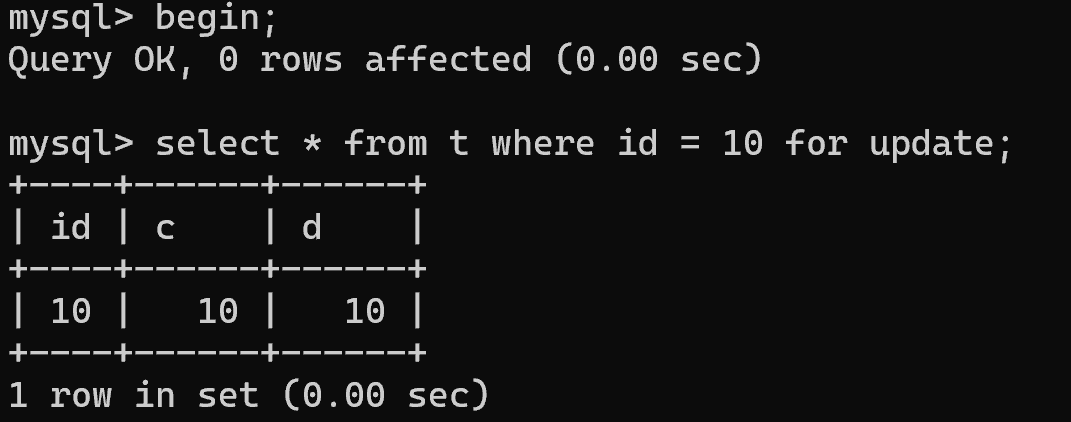 mysql> begin;
Query OK, 0 rows affected (0.00 sec)
mysql> select * from t where id = 10 for update;
+----+------+------+
| id | c    | d    |
+----+------+------+
| 10 |   10 |   10 |
+----+------+------+
1 row in set (0.00 sec)